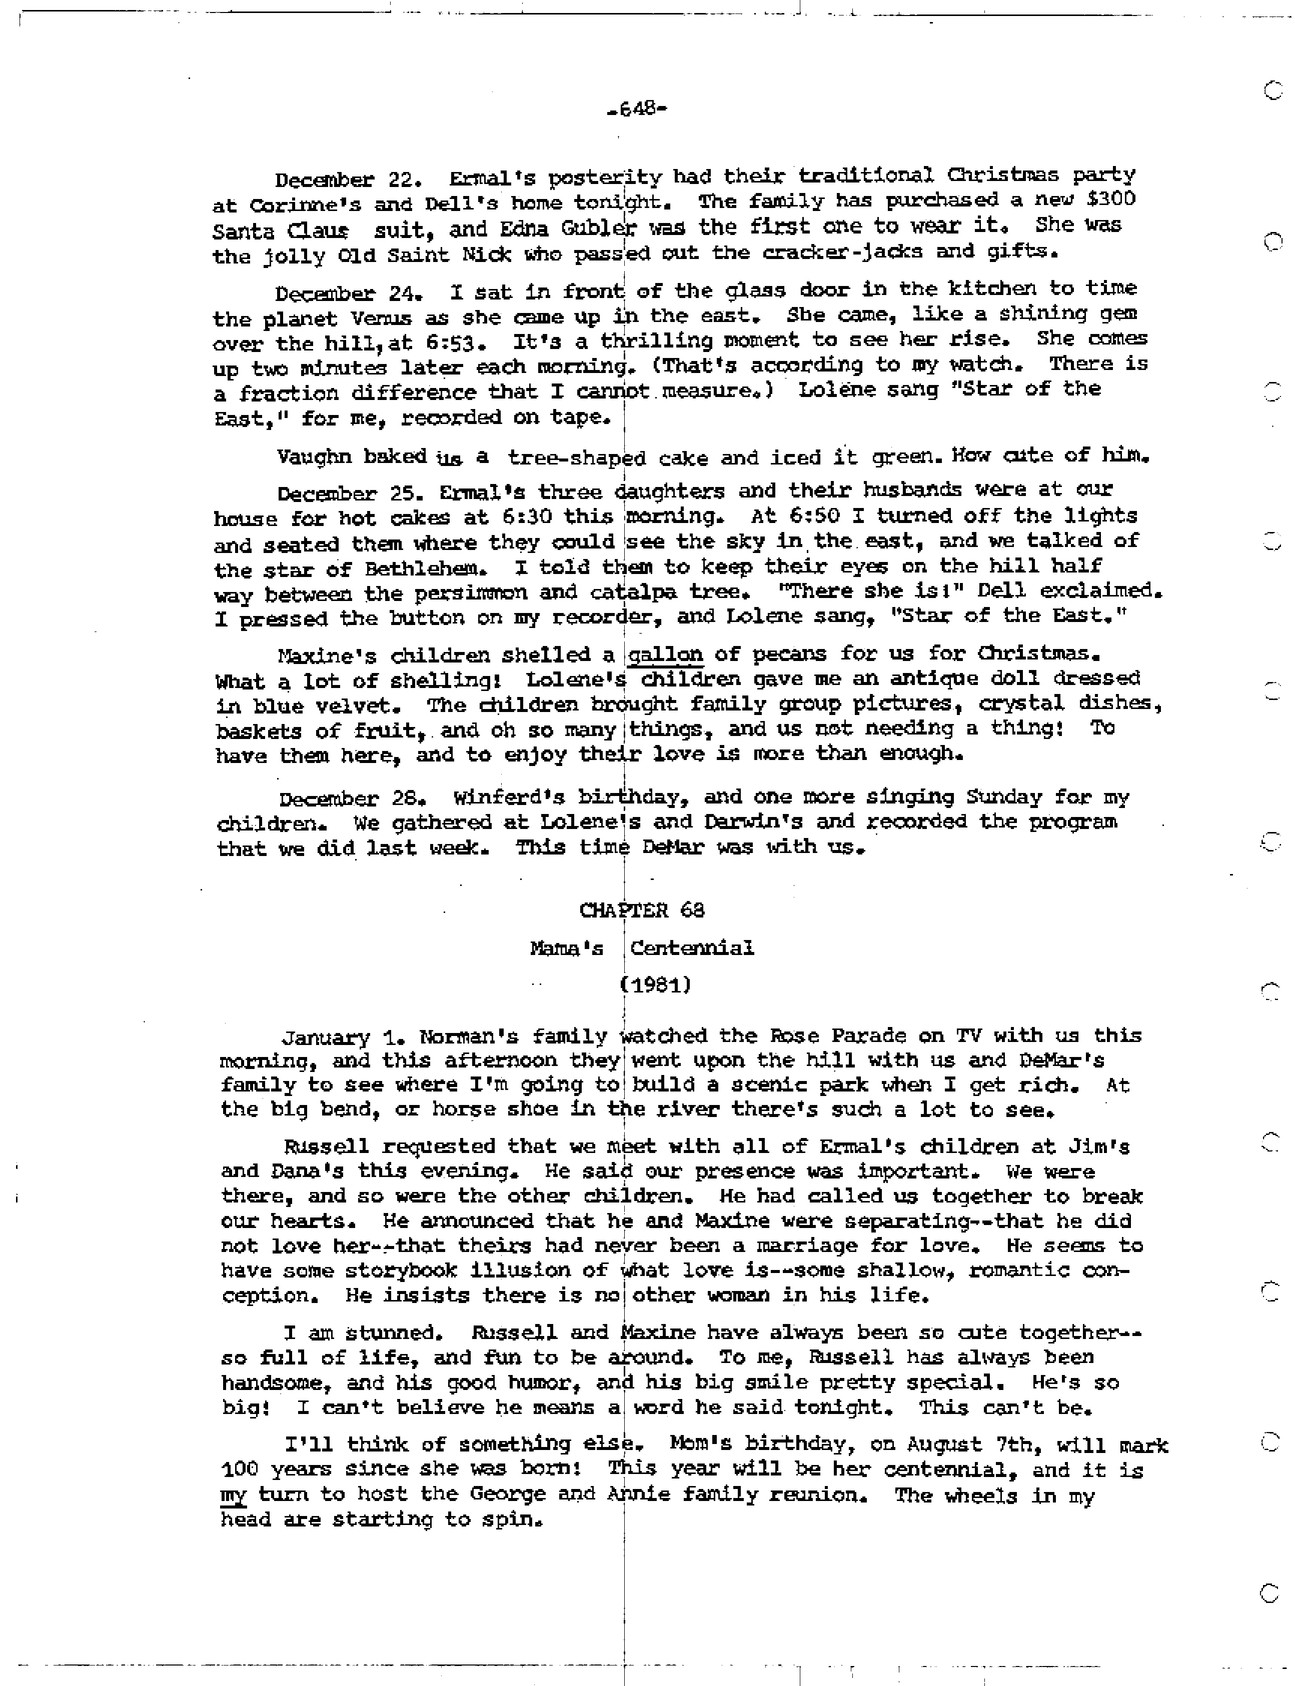 -648-
December 22. Ermal's posterity had their traditional Christmas party
at Corinne's and Dell's home tonight. The family has purchased a new $300
Santa Claus suit, and Edna Gubler was the first one to wear it. She was
the jolly Old Saint Nick who passed out the cracker-jacks and gifts.
December 24. I sat in front of the glass door in the kitchen to time
the planet Venus as she came up in the east. She came, like a shining gem
over the hill, at 6:53. It's a thrilling moment to see her rise. She comes
up two minutes later each morning. (That's according to my watch. There is
a fraction difference that I cannot measure.) Lolene sang "Star of the
East," for me, recorded on tape.
Vaughn baked us a tree-shaped cake and iced it green. How cute of him.
December 25. Ermal's three daughters and their husbands were at our
house for hot cakes at 6:30 this morning. At 6:50 I turned off the lights
and seated them where they could see the sky in the east, and we talked of
the star of Bethlehem. I told them to keep their eyes on the hill half
way between the persimmon and catalpa tree. "There she is!" Dell exclaimed.
I pressed the button on my recorder, and Lolene sang, "Star of the East."
Maxine's children shelled a gallon of pecans for us for Christmas.
What a lot of shelling! Lolene's children gave me an antique doll dressed
in blue velvet. The children brought family group pictures, crystal dishes,
baskets of fruit, and oh so many things, and us not needing a thing! To
have them here, and to enjoy their love is more than enough.
December 28. Winferd's birthday, and one more singing Sunday for my
children. We gathered at Lolene's and Darwin's and recorded the program
that we did last week. This time DeMar was with us.
CHAPTER 68
Mama's Centennial
(1981)
January 1. Norman's family watched the Rose Parade on TV with us this
morning, and this afternoon they went upon the hill with us and DeMar's
family to see where I'm going to build a scenic park when I get rich. At
the big bend, or horse shoe in the river there's such a lot to see.
Russell requested that we meet with all of Ermal's children at Jim's
and Dana's this evening. He said our presence was important. We were
there, and so were the other children. He had called us together to break
our hearts. He announced that he and Maxine were separating--that he did
not love her--that theirs had never been a marriage for love. He seems to
have some storybook illusion of what love is--some shallow, romantic con-
ception. He insists there is no other woman in his life.
I am stunned. Russell and Maxine have always been so cute together--
so full of life, and fun to be around. To me, Russell has always been
handsome, and his good humor, and his big smile pretty special. He's so
big! I can't believe he means a word he said tonight. This can't be.
I'll think of something else. Mom's birthday, on August 7th, will mark
100 years since she was born! This year will be her centennial, and it is
my turn to host the George and Annie family reunion. The wheels in my
head are starting to spin.